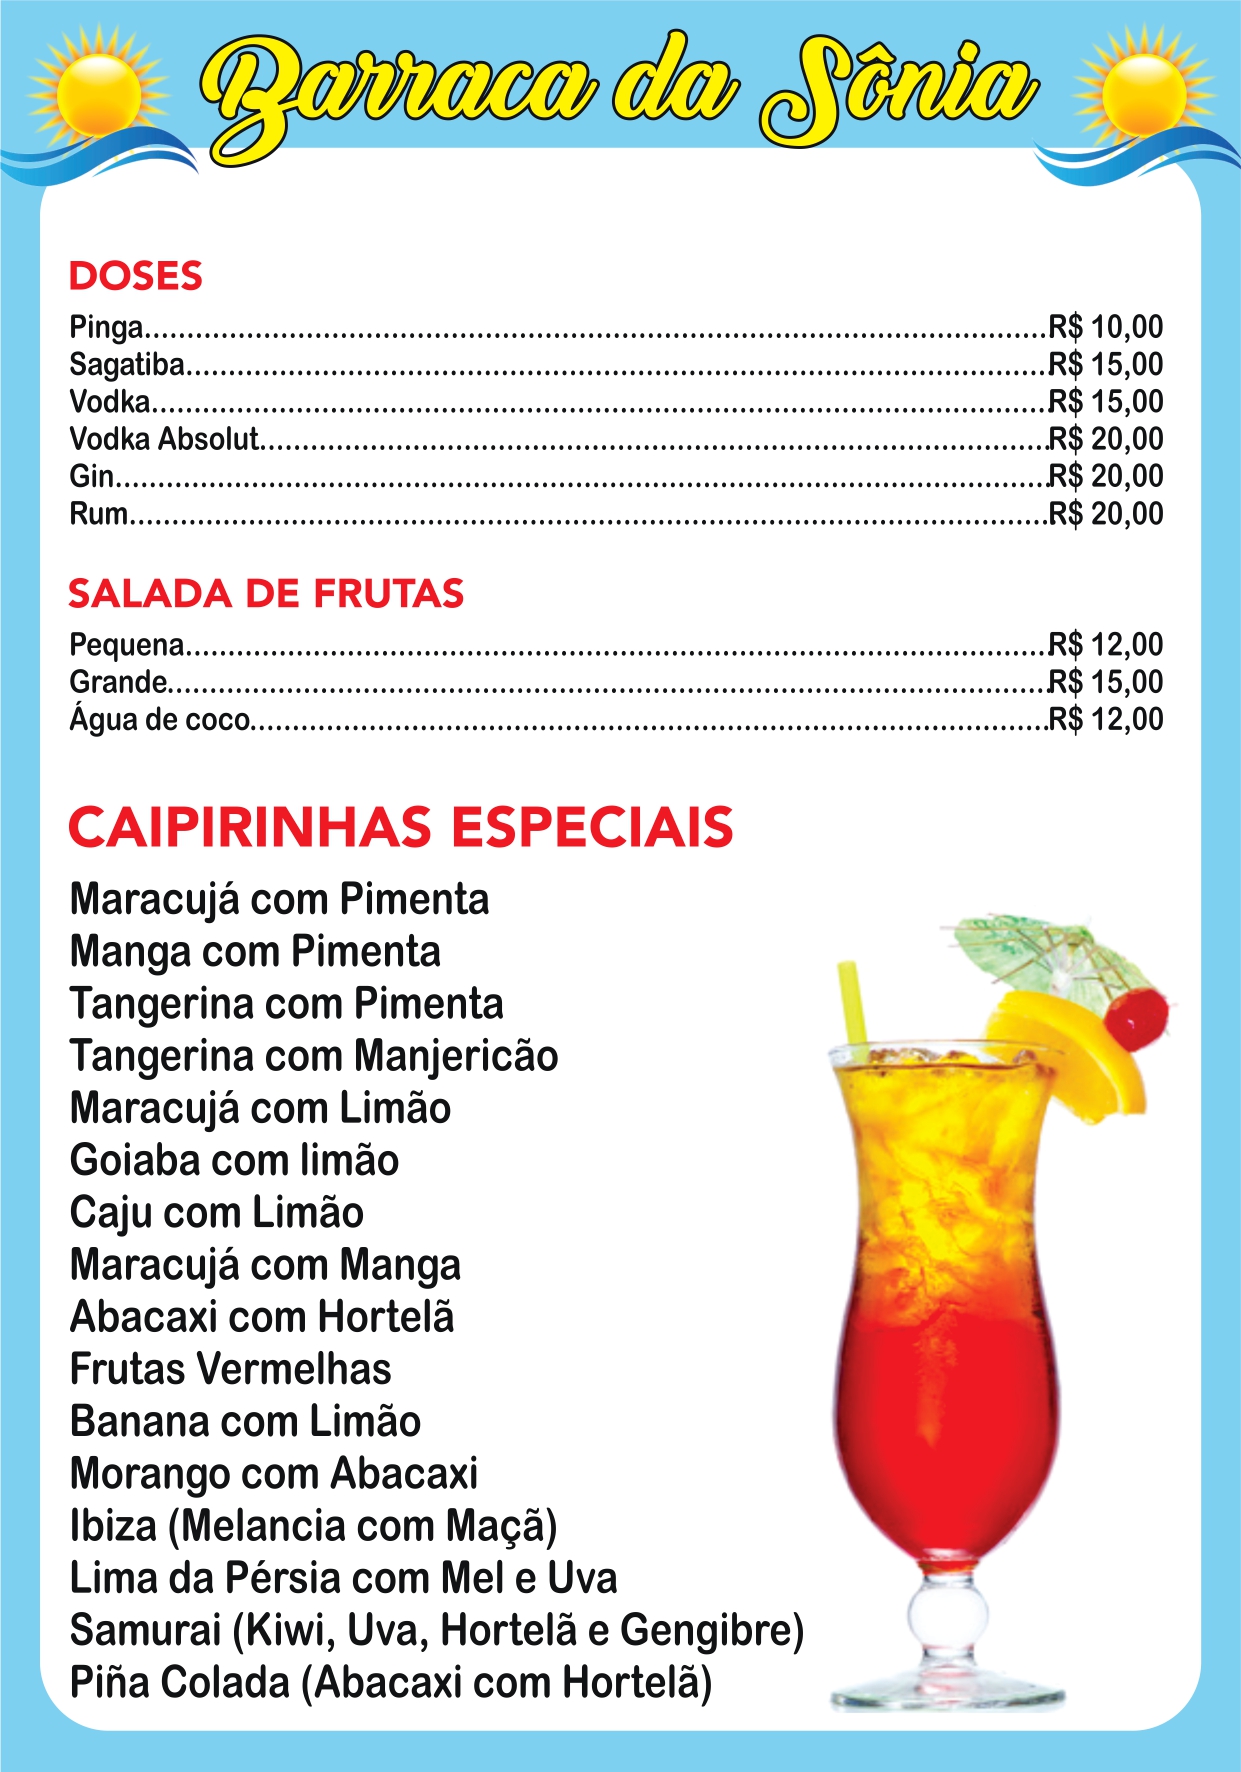 Barraca da Sônia
DOSES
Pinga........................................R$ 10,00
Sagatiba........................................R$ 15,00
Vodka........................................R$ 15,00
Vodka Absolut........................................R$ 20,00
Gin........................................R$ 20,00
Rum........................................R$ 20,00
SALADA DE FRUTAS
Pequena........................................R$ 12,00
Grande........................................R$ 15,00
Água de coco........................................R$ 12,00
CAIPIRINHAS ESPECIAIS
Maracujá com Pimenta
Manga com Pimenta
Tangerina com Pimenta
Tangerina com Manjericão
Maracujá com Limão
Goiaba com limão
Caju com Limão
Maracujá com Manga
Abacaxi com Hortelã
Frutas Vermelhas
Banana com Limão
Morango com Abacaxi
Ibiza (Melancia com Maçã)
Lima da Pérsia com Mel e Uva
Samurai (Kiwi, Uva, Hortelã e Gengibre)
Piña Colada (Abacaxi com Hortelã)